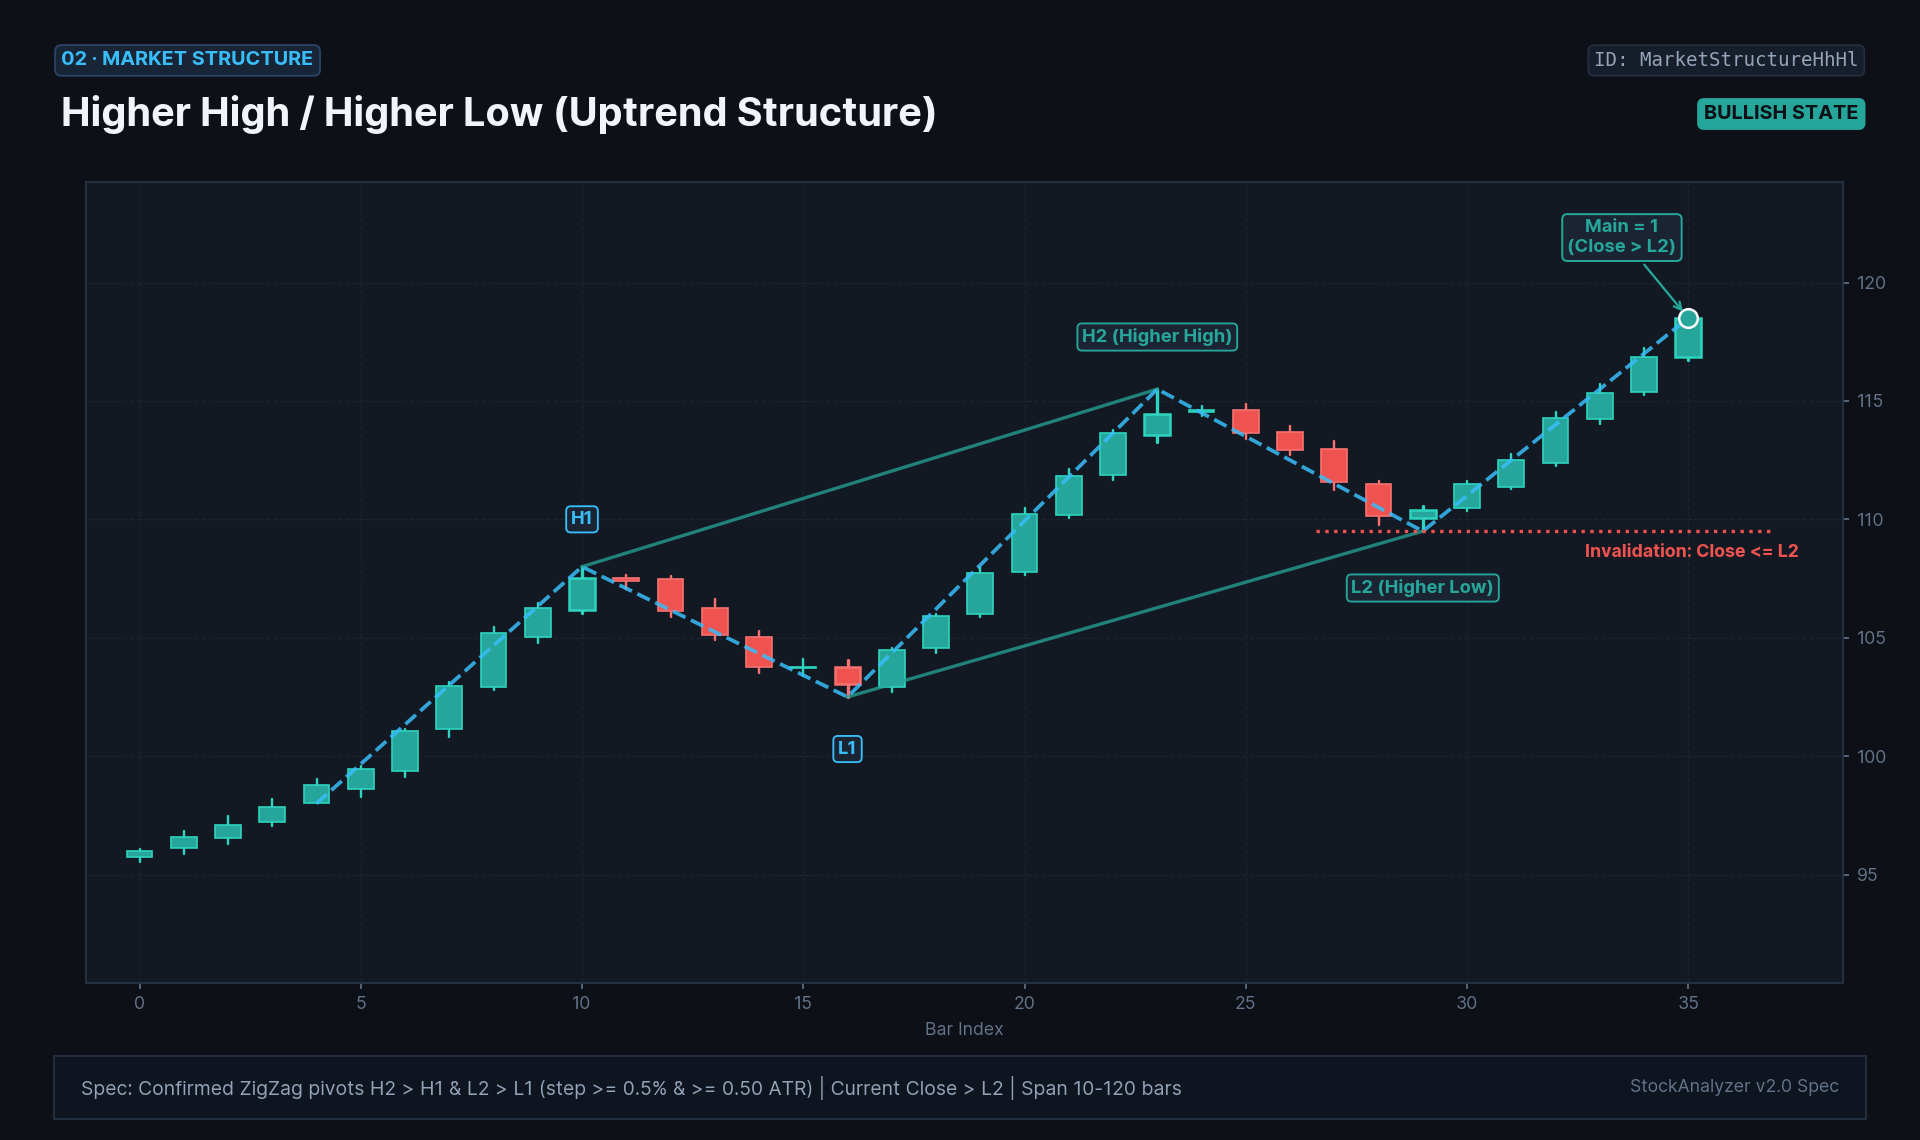 02 · MARKET STRUCTURE
ID: MarketStructureHhHl
Higher High / Higher Low (Uptrend Structure)
BULLISH STATE
Main = 1
(Close > L2)
120
H2 (Higher High)
115
H1
110
Invalidation: Close <= L2
L2 (Higher Low)
105
L1
100
95
0
5
10
15
20
25
30
35
Bar Index
Spec: Confirmed ZigZag pivots H2 > H1 & L2 > L1 (step >= 0.5% & >= 0.50 ATR) | Current Close > L2 | Span 10-120 bars
StockAnalyzer v2.0 Spec